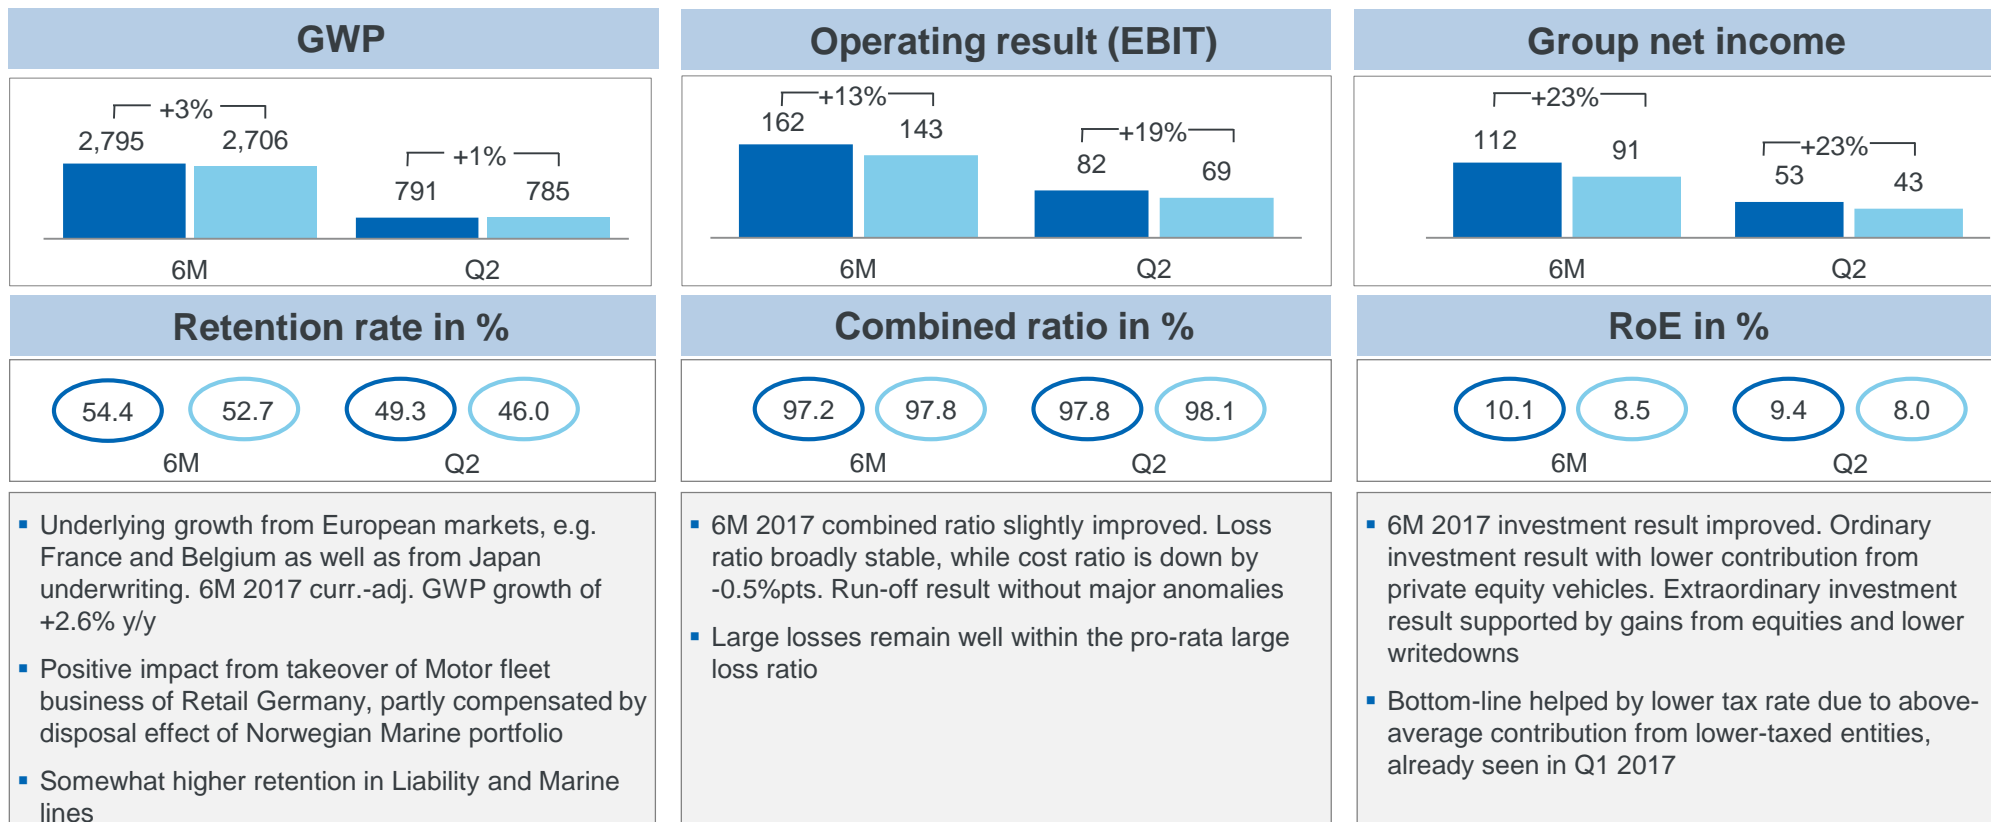 GWP
+3%
2,795
2,706
+1%
791
785
6M
Q2
Operating result (EBIT)
+13%
162
143
+19%
82
69
6M
Q2
Group net income
+23%
112
91
+23%
53
43
6M
Q2
Retention rate in %
54.4
52.7
49.3
46.0
6M
Q2
Combined ratio in %
97.2
97.8
97.8
98.1
6M
Q2
RoE in %
10.1
8.5
9.4
8.0
6M
Q2
▪ Underlying growth from European markets, e.g.
France and Belgium as well as from Japan
underwriting. 6M 2017 curr.-adj. GWP growth of
+2.6% y/y
▪ Positive impact from takeover of Motor fleet
business of Retail Germany, partly compensated by
disposal effect of Norwegian Marine portfolio
▪ Somewhat higher retention in Liability and Marine
lines
▪ 6M 2017 combined ratio slightly improved. Loss
ratio broadly stable, while cost ratio is down by
-0.5%pts. Run-off result without major anomalies
▪ Large losses remain well within the pro-rata large
loss ratio
▪ 6M 2017 investment result improved. Ordinary
investment result with lower contribution from
private equity vehicles. Extraordinary investment
result supported by gains from equities and lower
writedowns
▪ Bottom-line helped by lower tax rate due to above-
average contribution from lower-taxed entities,
already seen in Q1 2017